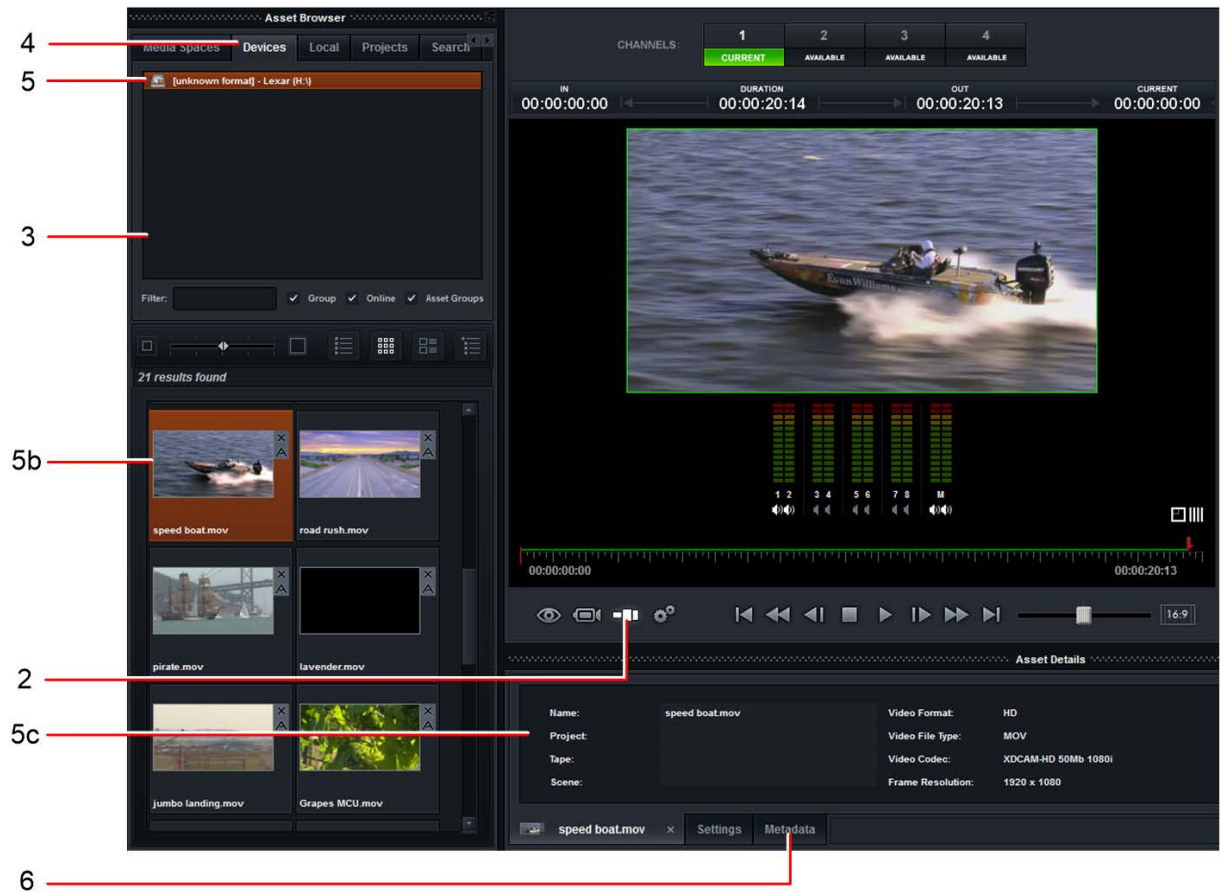 Asset Browser
4
Media Spaces Devices Local Projects Search
5
[unknown format] - Lexar (H:\)
3
Filter: Group Online Asset Groups
21 results found
5b
speed boat.mov road rush.mov
pirate.mov lavender.mov
2
5c
jumbo landing.mov Grapes MCU.mov
6
CHANNELS: 1 2 3 4
CURRENT AVAILABLE AVAILABLE AVAILABLE
IN DURATION OUT CURRENT
00:00:00:00 00:00:20:14 00:00:20:13 00:00:00:00
EvanWilliams
1 2 3 4 5 6 7 8 M
00:00:00:00 00:00:20:13
16:9
Asset Details
Name: speed boat.mov Video Format: HD
Project: Video File Type: MOV
Tape: Video Codec: XDCAM-HD 50Mb 1080i
Scene: Frame Resolution: 1920 x 1080
speed boat.mov × Settings Metadata